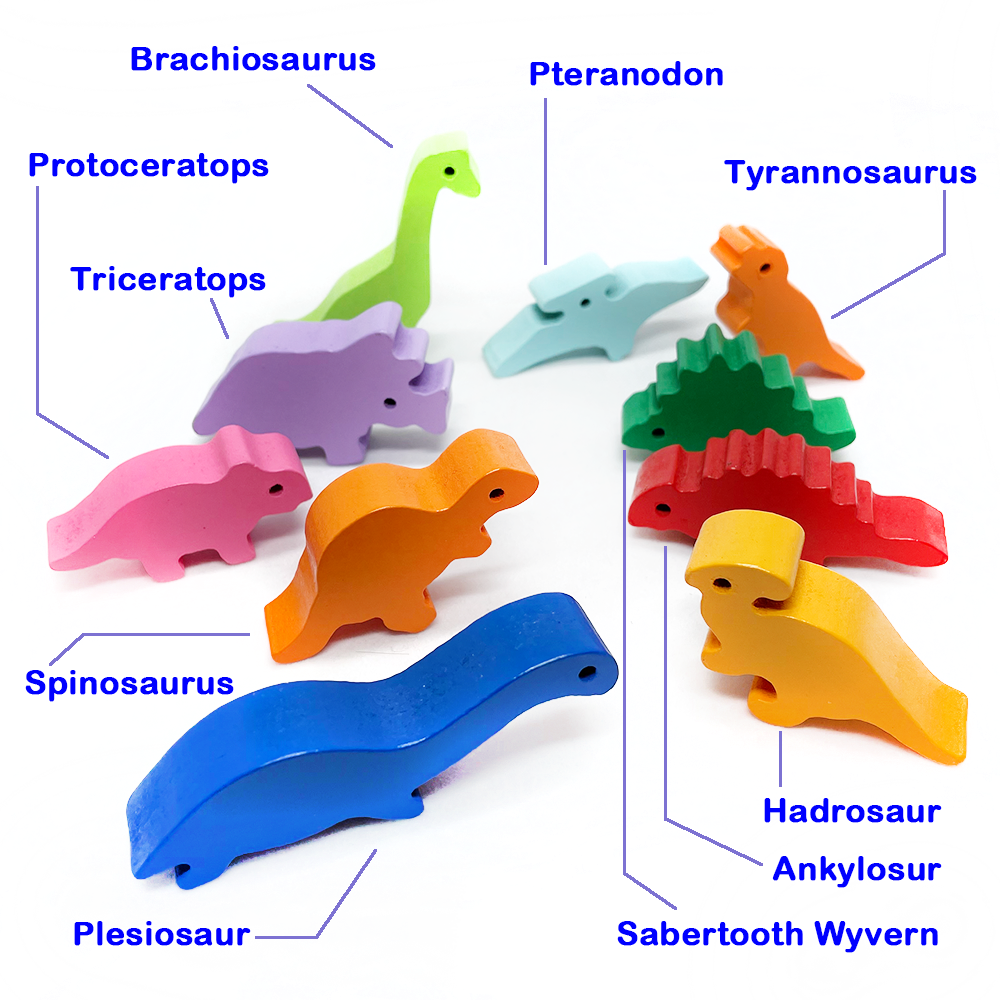 Brachiosaurus
Pteranodon
Protoceratops
Tyrannosaurus
Triceratops
Spinosaurus
Hadrosaur
Ankylosur
Plesiosaur
Sabertooth Wyvern